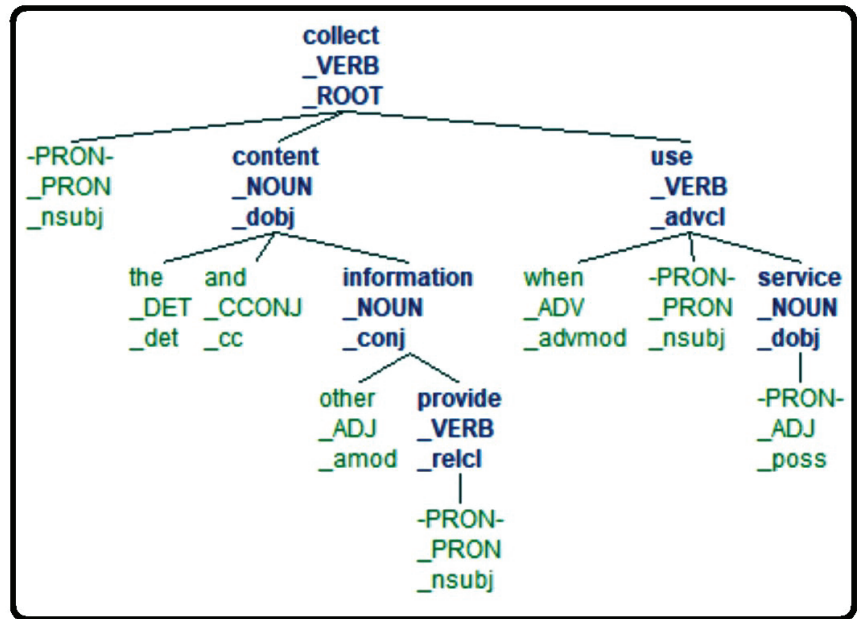 collect
_VERB
_ROOT
-PRON- content use
_PRON _NOUN _VERB
_nsubj _dobj _advcl
the and information when -PRON- service
_DET _CCONJ _NOUN _ADV _PRON _NOUN
_det _cc _conj _advmod _nsubj _dobj
other provide -PRON-
_ADJ _VERB _ADJ
_amod _relcl _poss
-PRON-
_PRON
_nsubj